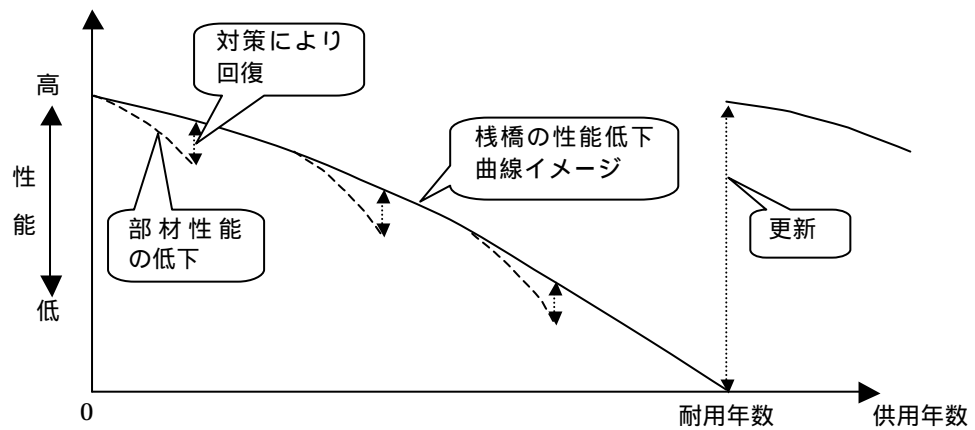 対策により
回復
高
桟橋の性能低下
曲線イメージ
性
能
部材性能
の低下
更新
低
0
耐用年数
供用年数